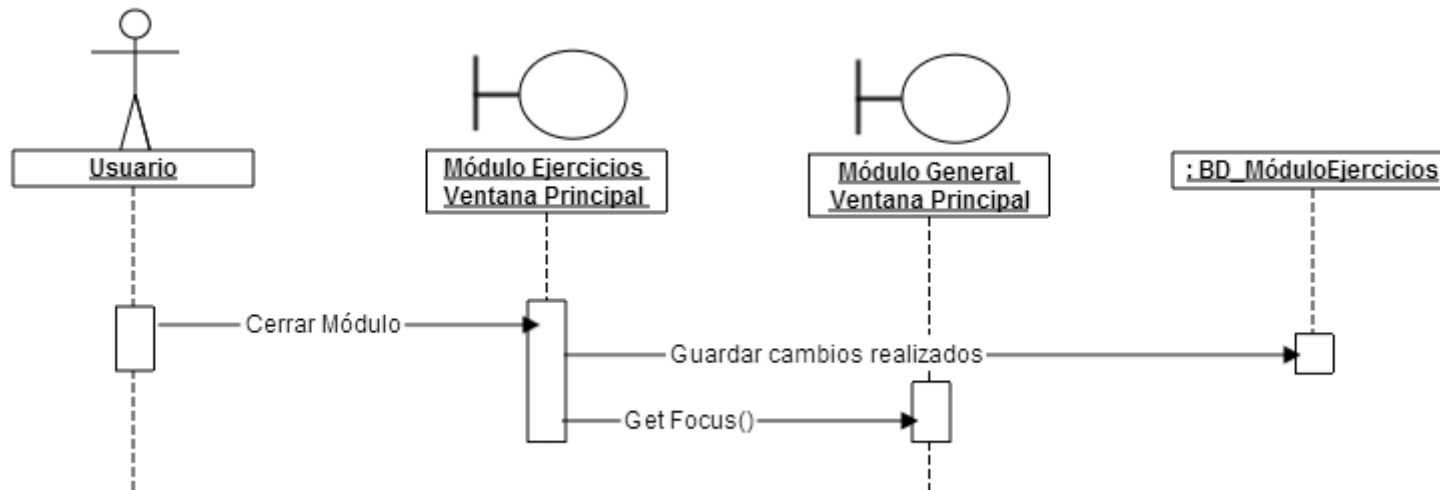 Usuario
Módulo Ejercicios
Ventana Principal
Módulo General
Ventana Principal
: BD_MóduloEjercicios
Cerrar Módulo
Guardar cambios realizados
Get Focus()